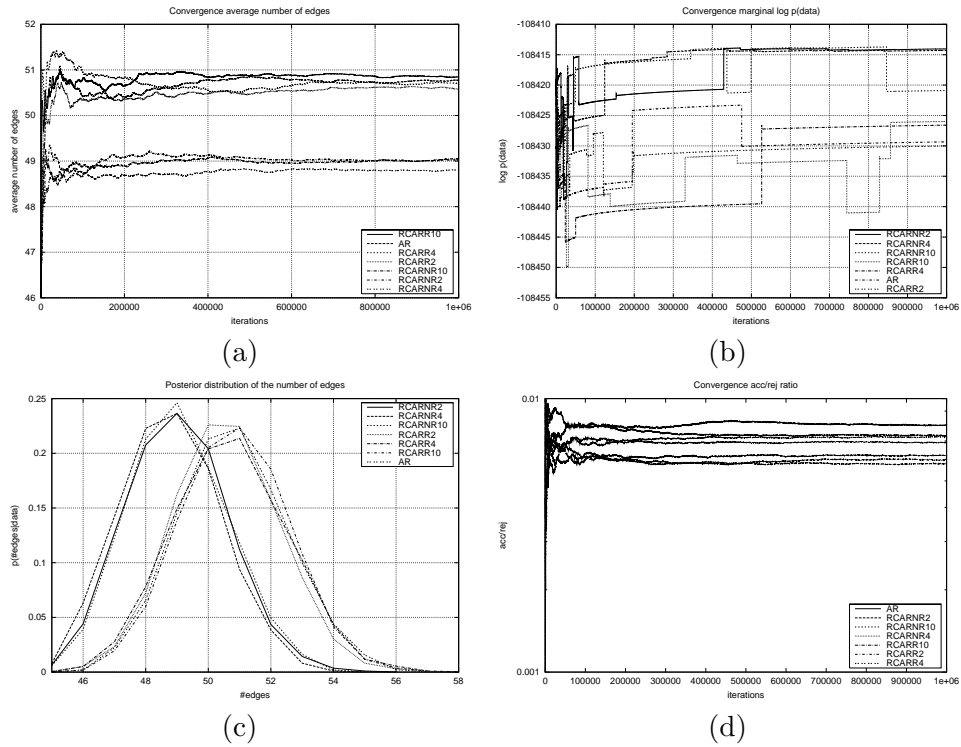 Convergence average number of edges
52
51
50
49
48
47
46
0
200000
400000
600000
800000
1e+06
average number of edges
iterations
RCARR10
AR
RCARR4
RCARR2
RCARNR10
RCARNR2
RCARNR4
(a)
Convergence marginal log p(data)
-108410
-108415
-108420
-108425
-108430
-108435
-108440
-108445
-108450
-108455
0
100000
200000
300000
400000
500000
600000
700000
800000
900000
1e+06
log p(data)
iterations
RCARNR2
RCARNR4
RCARNR10
RCARR10
RCARR4
AR
RCARR2
(b)
Posterior distribution of the number of edges
0.25
0.2
0.15
0.1
0.05
0
46
48
50
52
54
56
58
p(#edges|data)
#edges
RCARNR2
RCARNR4
RCARNR10
RCARR2
RCARR4
RCARR10
AR
(c)
Convergence acc/rej ratio
0.01
0.001
0
100000
200000
300000
400000
500000
600000
700000
800000
900000
1e+06
acc/rej
iterations
AR
RCARNR2
RCARNR10
RCARNR4
RCARR10
RCARR2
RCARR4
(d)